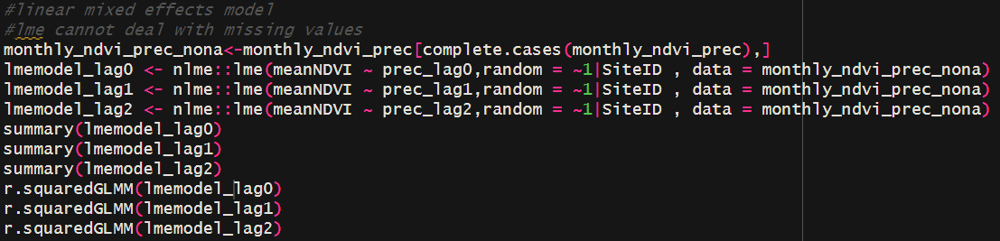 #linear mixed effects model
#lme cannot deal with missing values
monthly_ndvi_prec_nona<-monthly_ndvi_prec[complete.cases(monthly_ndvi_prec),]
lmemodel_lag0 <- nlme::lme(meanNDVI ~ prec_lag0,random = ~1|SiteID , data = monthly_ndvi_prec_nona)
lmemodel_lag1 <- nlme::lme(meanNDVI ~ prec_lag1,random = ~1|SiteID , data = monthly_ndvi_prec_nona)
lmemodel_lag2 <- nlme::lme(meanNDVI ~ prec_lag2,random = ~1|SiteID , data = monthly_ndvi_prec_nona)
summary(lmemodel_lag0)
summary(lmemodel_lag1)
summary(lmemodel_lag2)
r.squaredGLMM(lmemodel_lag0)
r.squaredGLMM(lmemodel_lag1)
r.squaredGLMM(lmemodel_lag2)